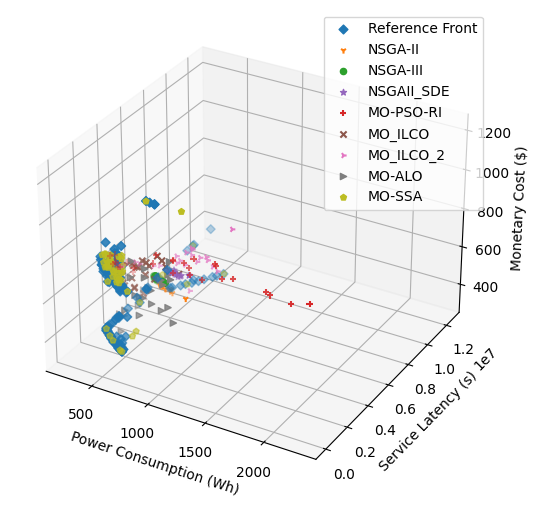 Reference Front
NSGA-II
NSGA-III
NSGAII_SDE
MO-PSO-RI
MO_ILCO
MO_ILCO_2
MO-ALO
MO-SSA
1200
1000
800
600
400
Monetary Cost ($)
1e7
1.2
1.0
0.8
0.6
0.4
0.2
0.0
Service Latency (s)
500
1000
1500
2000
Power Consumption (Wh)